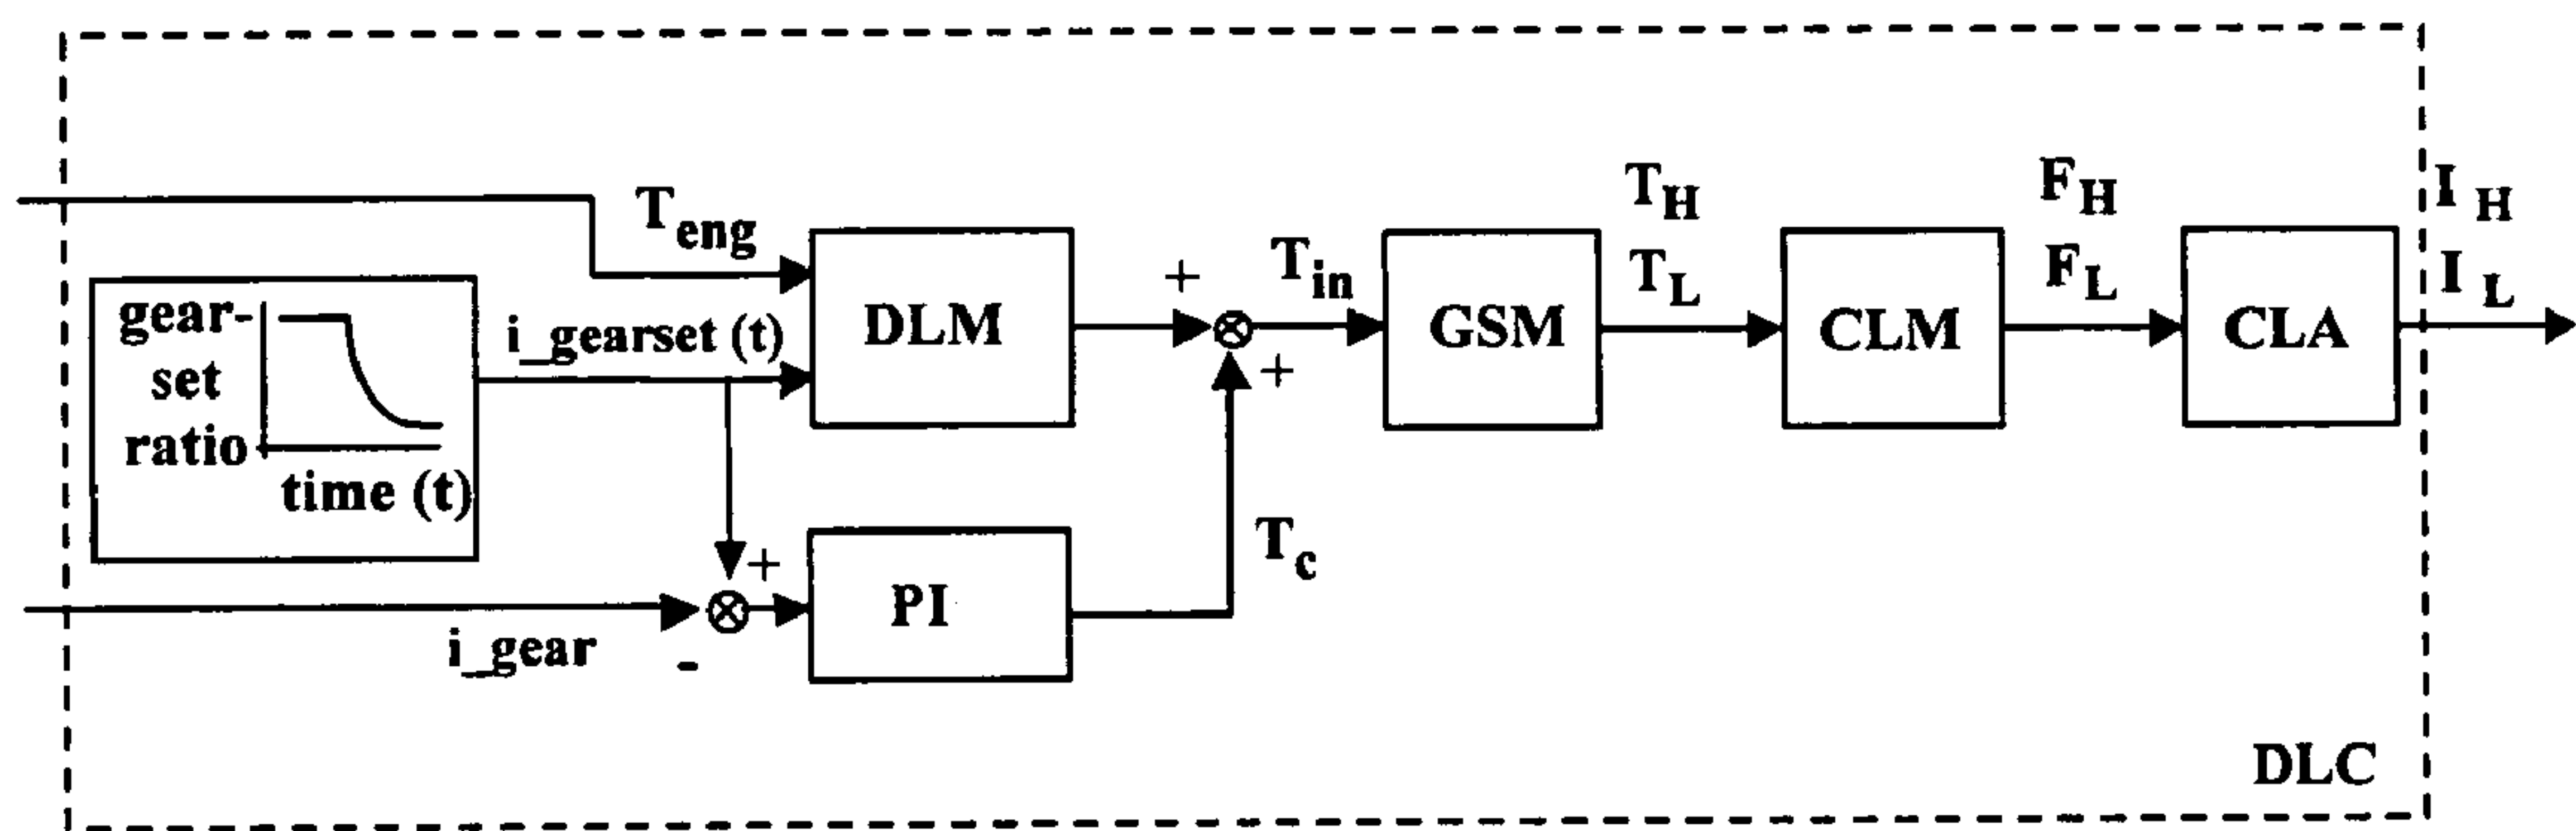 T_eng
gear-
set
ratio
time (t)
i_gearset (t)
DLM
+
T_in
+
GSM
T_H
T_L
CLM
F_H
F_L
CLA
I_H
I_L
+
PI
T_c
i_gear
-
DLC